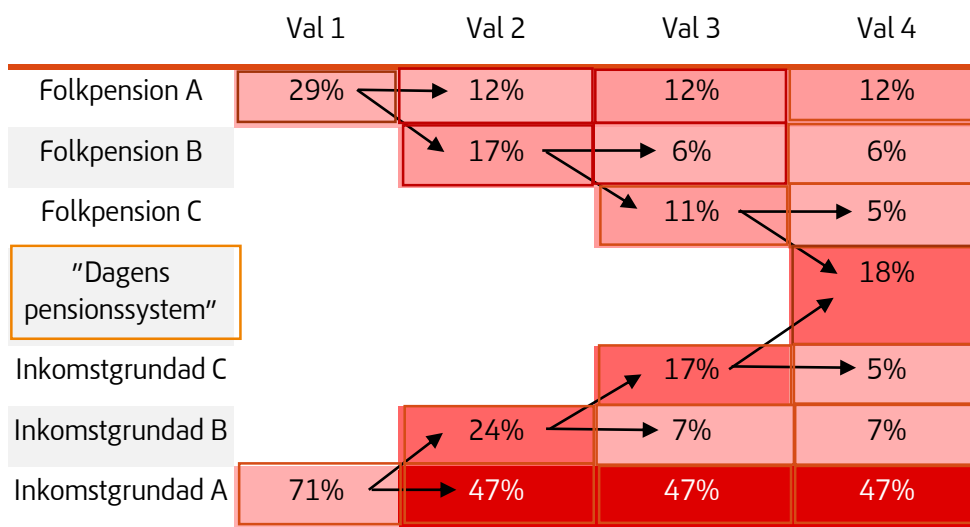 Val 1 Val 2 Val 3 Val 4
Folkpension A 29% 12% 12% 12%
Folkpension B 17% 6% 6%
Folkpension C 11% 5%
”Dagens
pensionssystem” 18%
Inkomstgrundad C 17% 5%
Inkomstgrundad B 24% 7% 7%
Inkomstgrundad A 71% 47% 47% 47%